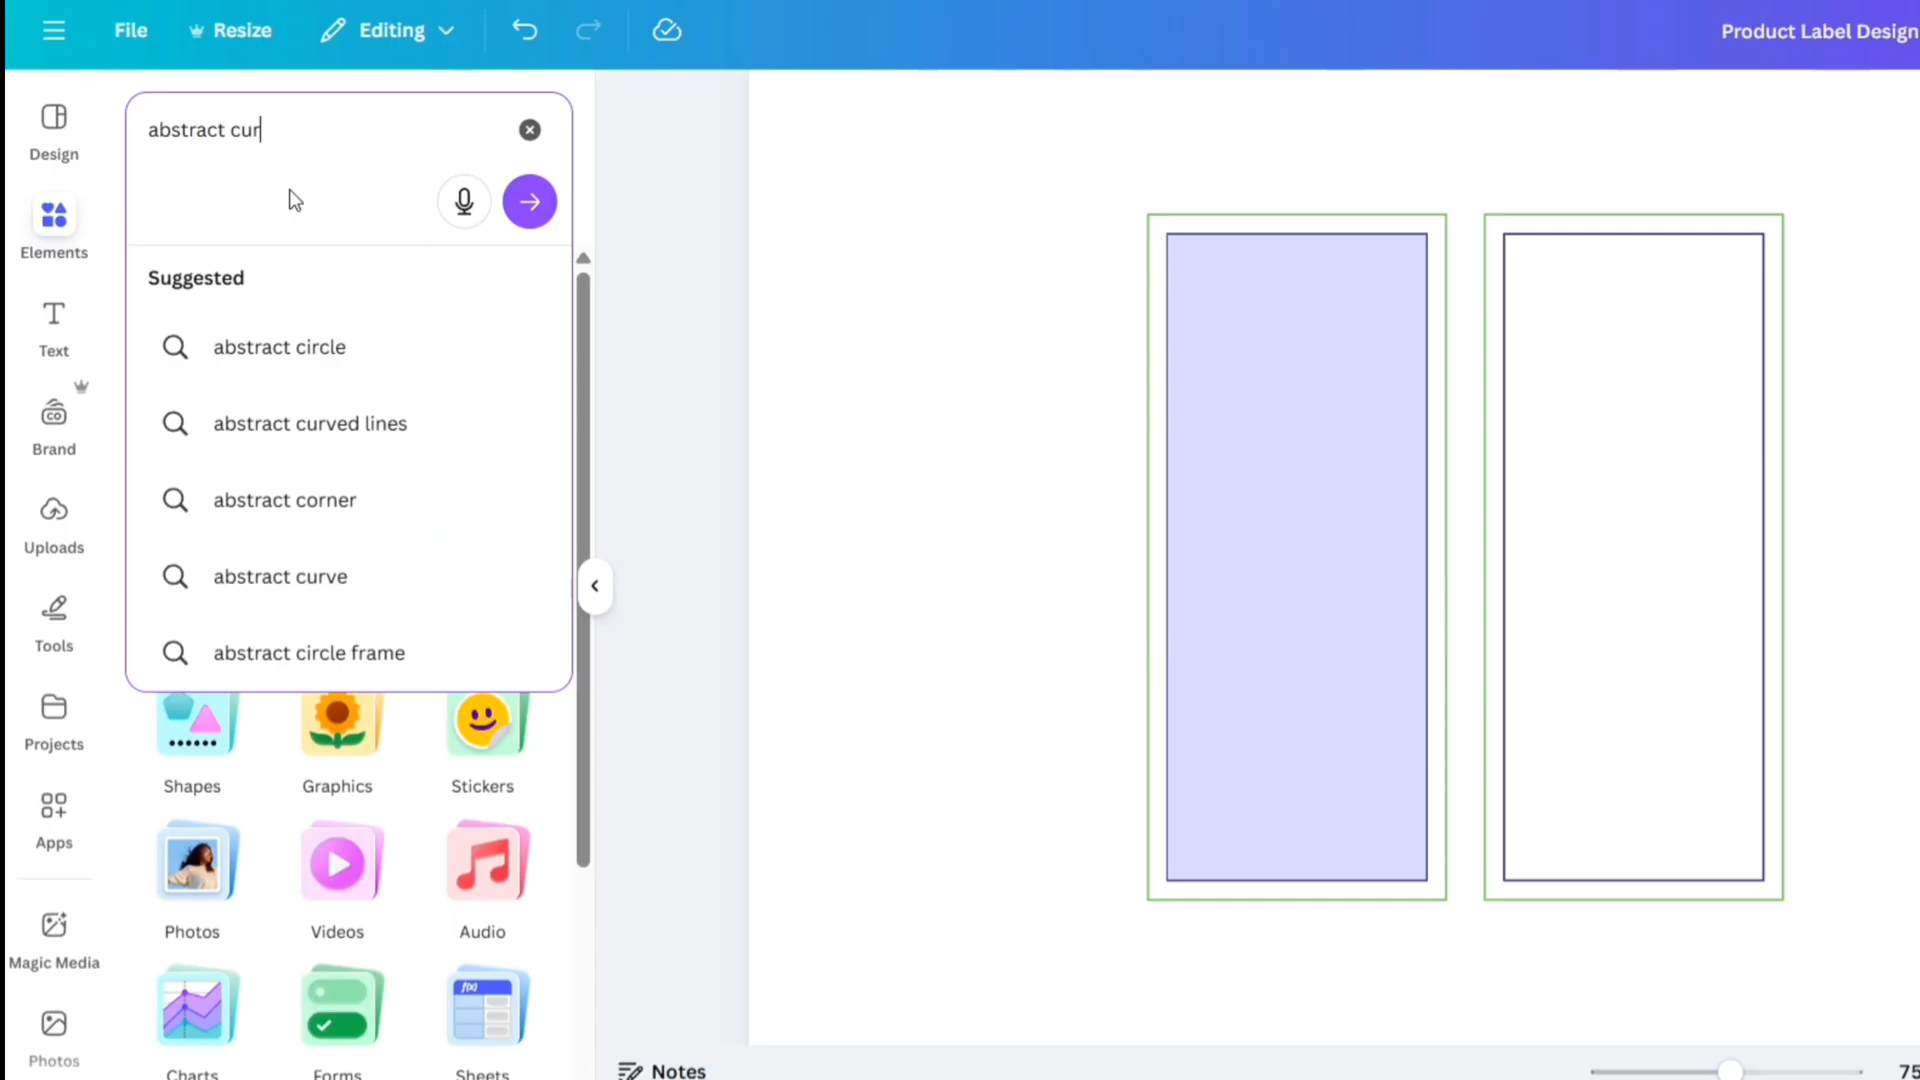 File
Resize
Editing
Product Label Design
Design
Elements
Text
Brand
Uploads
Tools
Projects
Apps
Magic Media
Photos
abstract cur
Suggested
abstract circle
abstract curved lines
abstract corner
abstract curve
abstract circle frame
Shapes Graphics Stickers
Photos Videos Audio
f(x)
Charts Forms Sheets
Notes
75